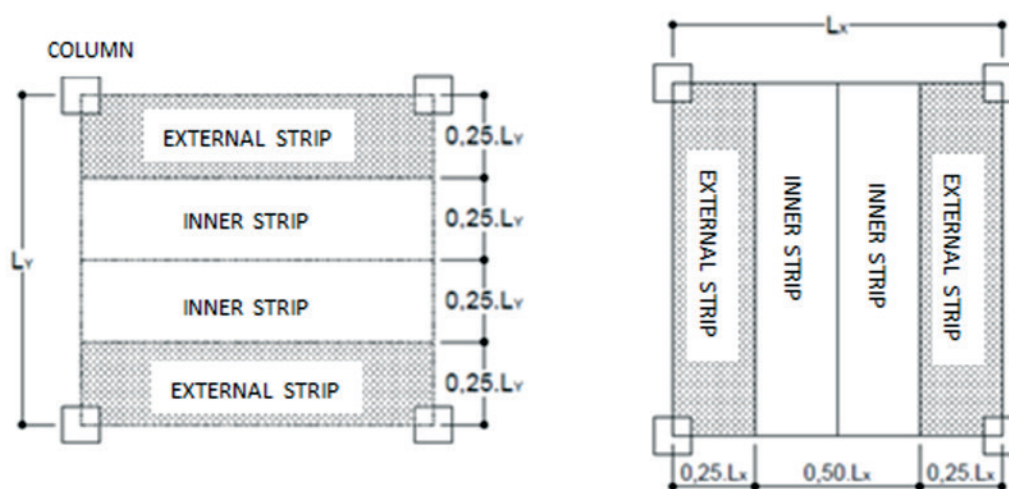 COLUMN
EXTERNAL STRIP
INNER STRIP
INNER STRIP
EXTERNAL STRIP
LY
0,25.LY
0,25.LY
0,25.LY
0,25.LY
LX
EXTERNAL STRIP
INNER STRIP
INNER STRIP
EXTERNAL STRIP
0,25.LX
0,50.LX
0,25.LX